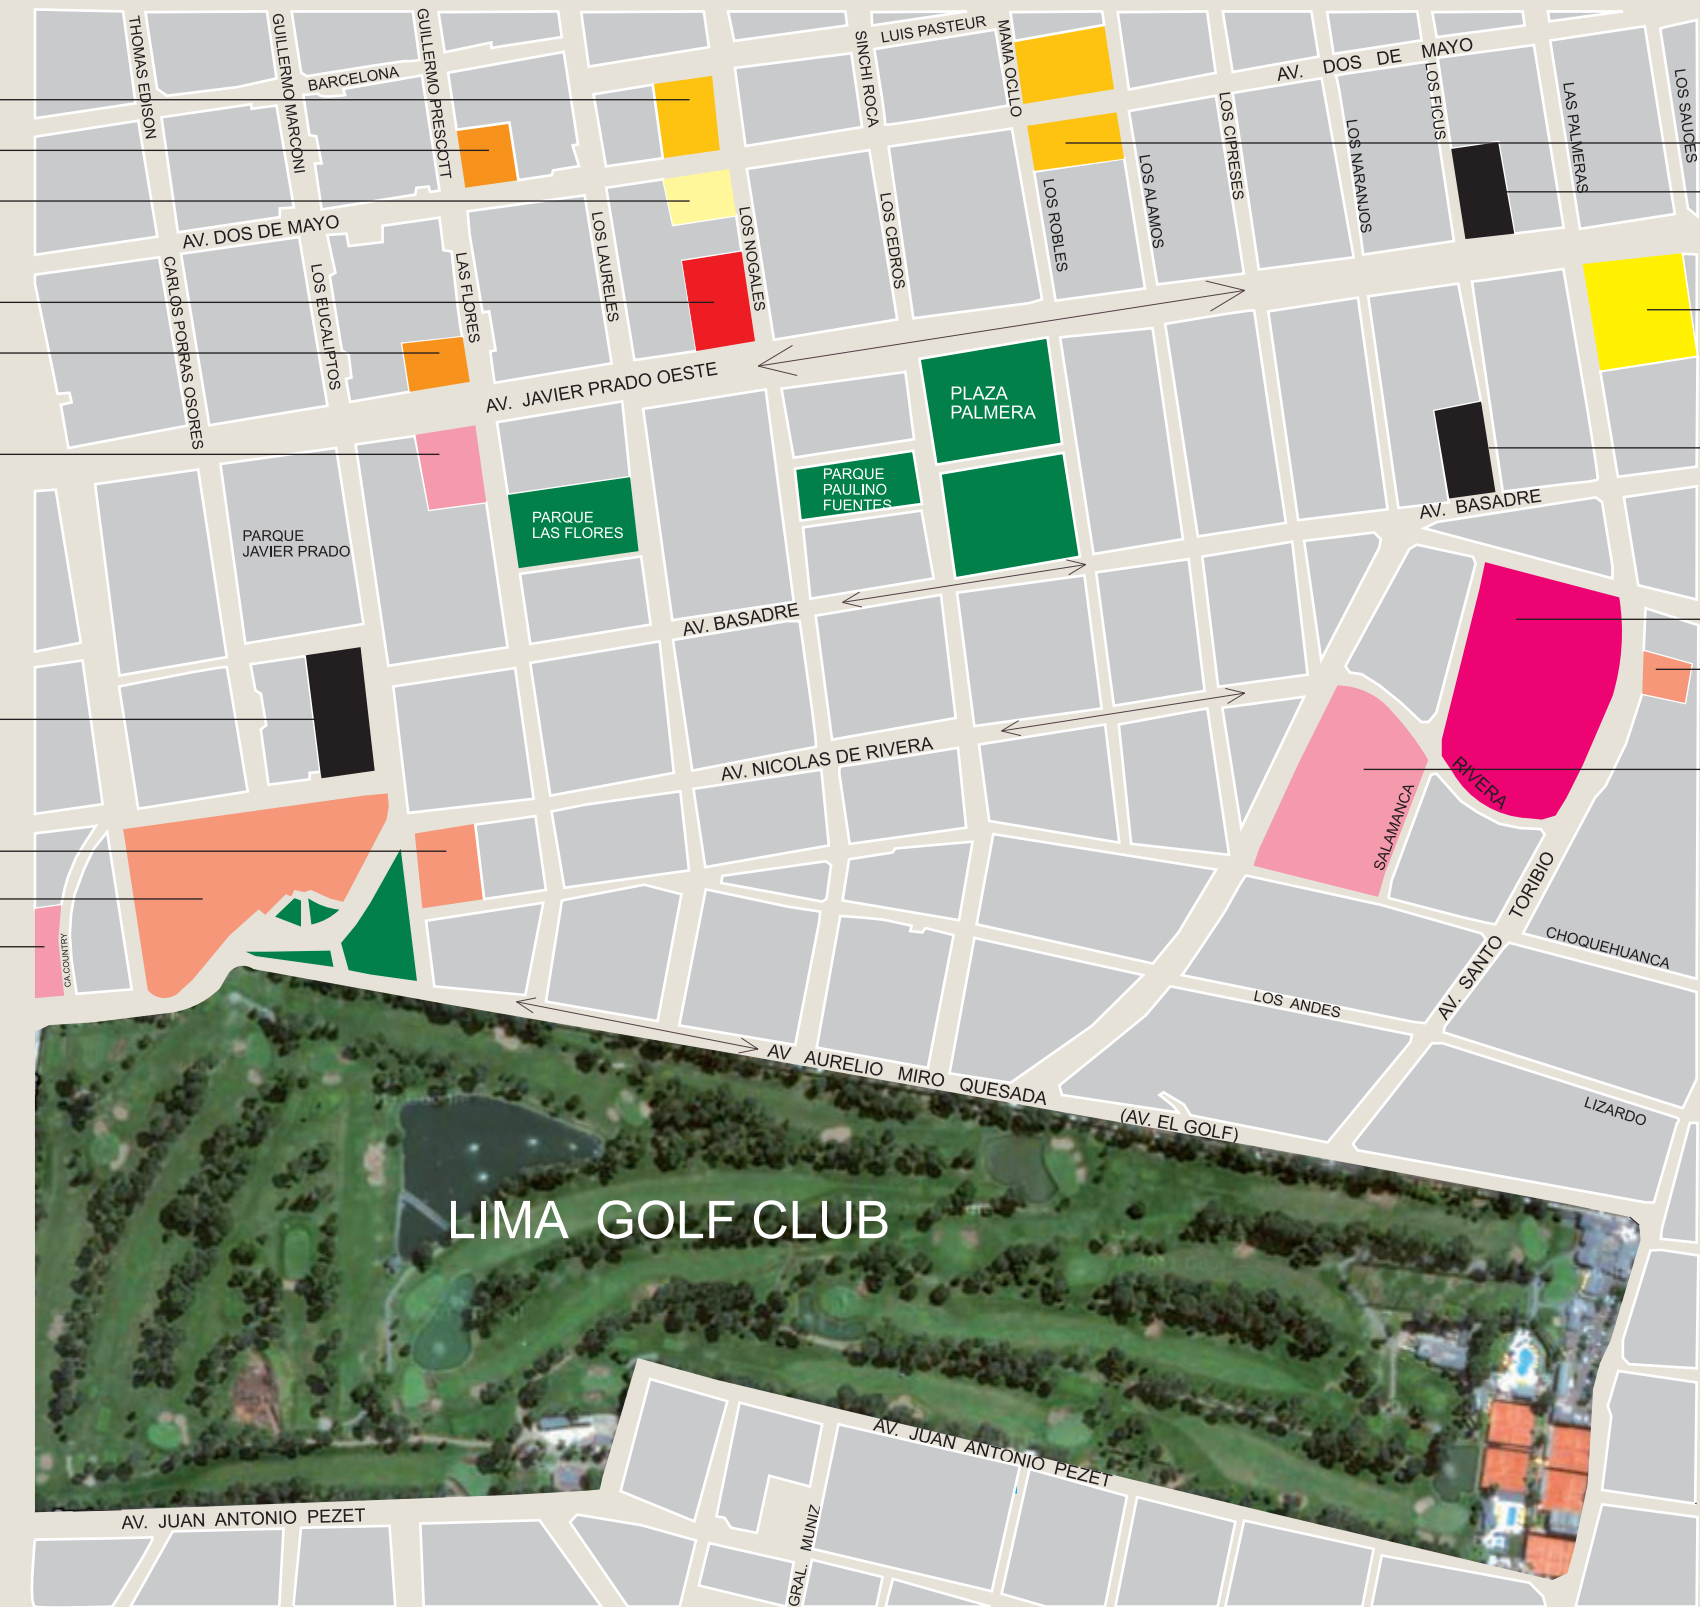 THOMAS EDISON
GUILLERMO MARCONI
GUILLERMO PRESCOTT
BARCELONA
SINCHI ROCA
LUIS PASTEUR
MAMA OCLLO
AV. DOS DE MAYO
LOS FICUS
LOS SAUCES
LAS PALMERAS
LOS CIPRESES
LOS NARANJOS
LOS ALAMOS
LOS ROBLES
LOS CEDROS
LOS NOGALES
LOS LAURELES
AV. DOS DE MAYO
LAS FLORES
LOS EUCALIPTOS
CARLOS PORRAS OSORES
AV. JAVIER PRADO OESTE
PLAZA
PALMERA
PARQUE
PAULINO
FUENTES
PARQUE
LAS FLORES
PARQUE
JAVIER PRADO
AV. BASADRE
AV. BASADRE
AV. NICOLAS DE RIVERA
RIVERA
SALAMANCA
AV. SANTO TORIBIO
CHOQUEHUANCA
CA.COUNTRY
LOS ANDES
AV AURELIO MIRO QUESADA
(AV. EL GOLF)
LIZARDO
LIMA GOLF CLUB
AV. JUAN ANTONIO PEZET
AV. JUAN ANTONIO PEZET
GRAL. MUNIZ